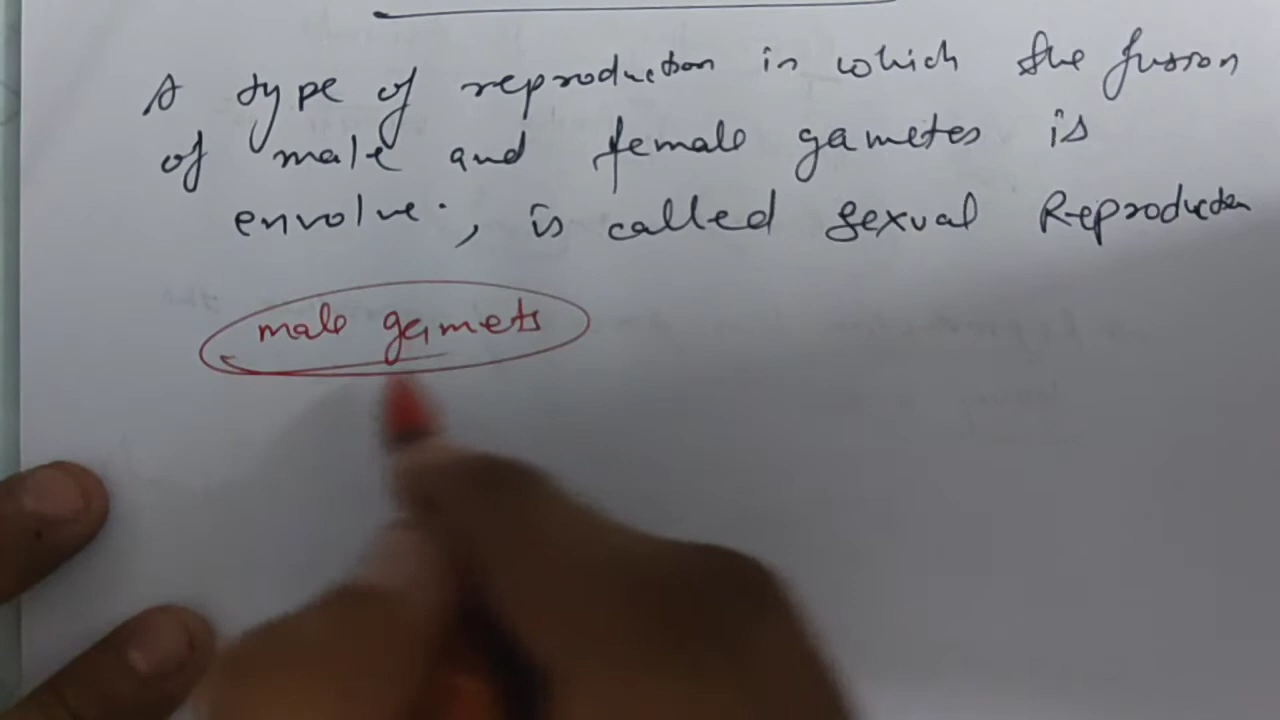 A type of reproduction in which the fusion
of male and female gametes is
envolve , is called Sexual Reproduction
male gamets